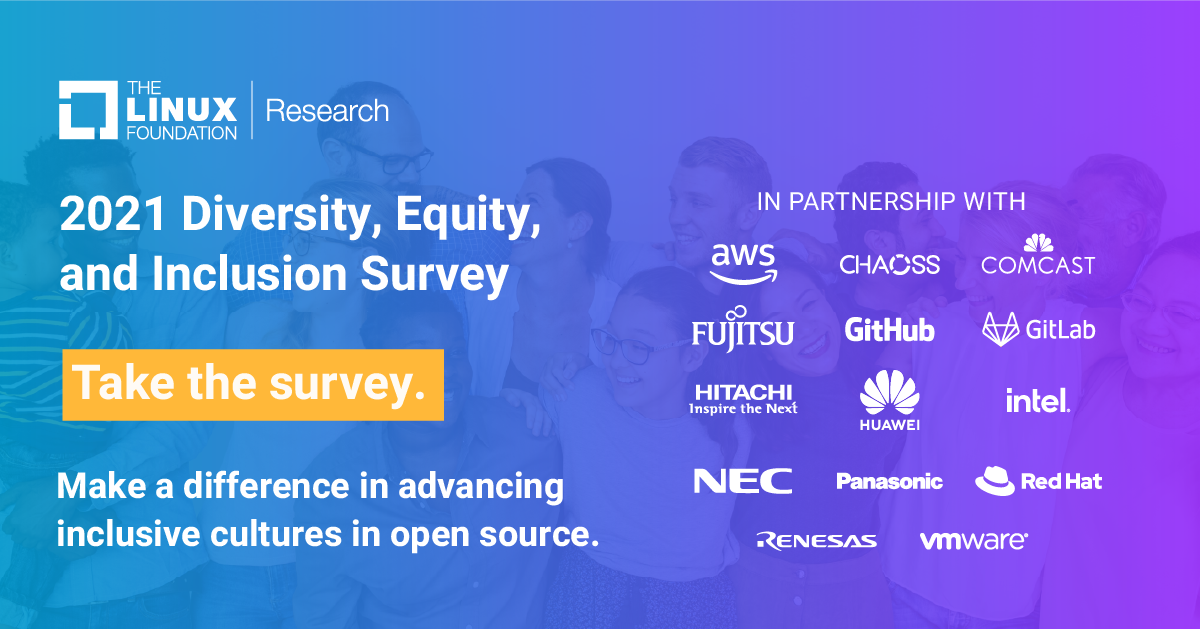 THE
LINUX
FOUNDATION
Research
2021 Diversity, Equity,
and Inclusion Survey
Take the survey.
Make a difference in advancing
inclusive cultures in open source.
IN PARTNERSHIP WITH
aws
CHAOSS
COMCAST
FUJITSU
GitHub
GitLab
HITACHI
Inspire the Next
HUAWEI
intel.
NEC
Panasonic
Red Hat
RENESAS
vmware®